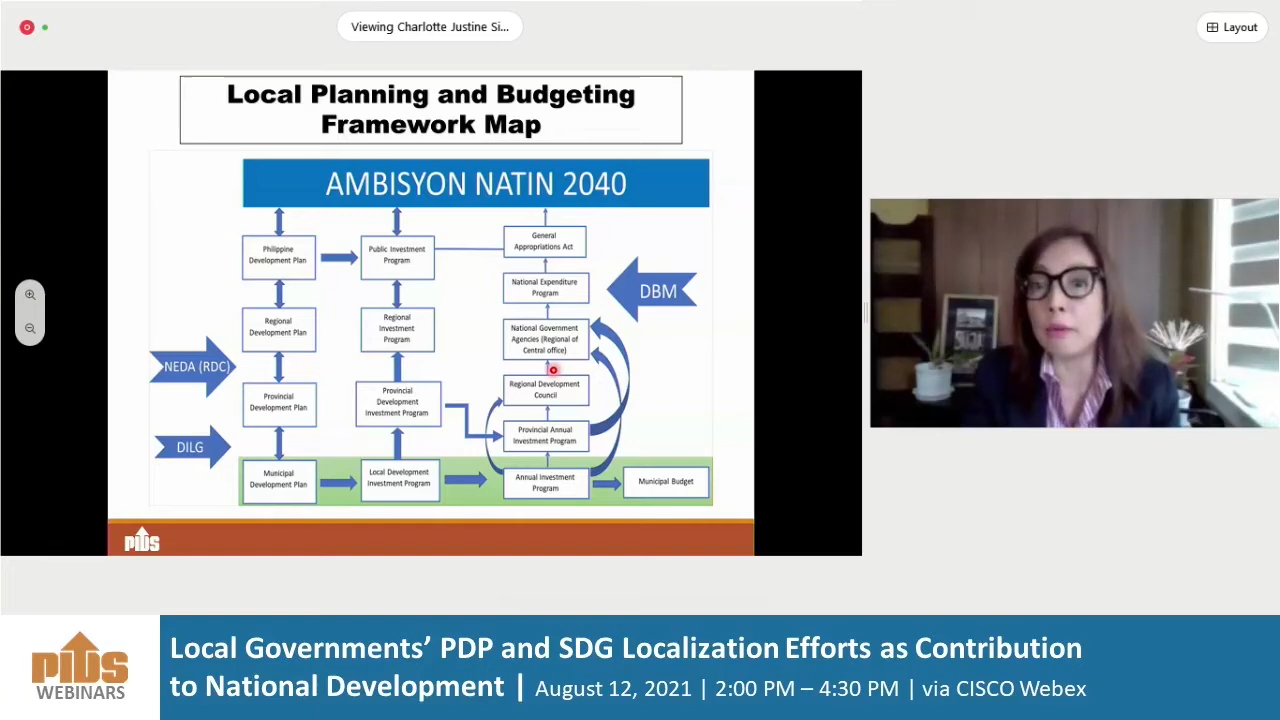 Viewing Charlotte Justine Si...
Layout
Local Planning and Budgeting
Framework Map
AMBISYON NATIN 2040
Philippine
Development Plan
Public Investment
Program
General
Appropriations Act
National Expenditure
Program
DBM
Regional
Development Plan
Regional
Investment
Program
National Government
Agencies (Regional of
Central office)
NEDA (RDC)
Provincial
Development Plan
Provincial
Development
Investment Program
Regional Development
Council
Provincial Annual
Investment Program
DILG
Municipal
Development Plan
Local Development
Investment Program
Annual Investment
Program
Municipal Budget
PIDS
PIDS
WEBINARS
Local Governments’ PDP and SDG Localization Efforts as Contribution
to National Development | August 12, 2021 | 2:00 PM – 4:30 PM | via CISCO Webex